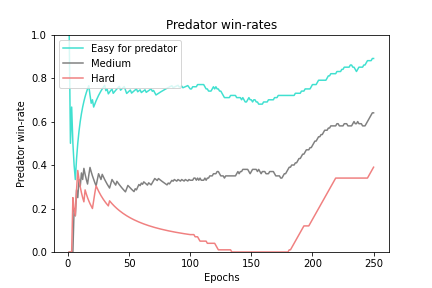 Predator win-rates
Easy for predator
Medium
Hard
Predator win-rate
1.0
0.8
0.6
0.4
0.2
0.0
0
50
100
150
200
250
Epochs